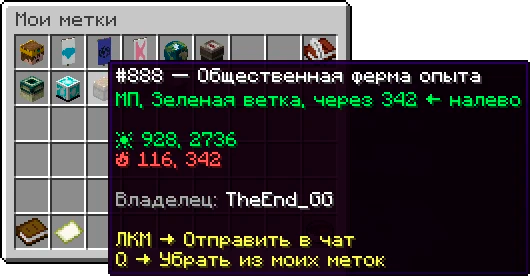 Мои метки
#888 — Общественная ферма опыта
МП, Зеленая ветка, через 342 ← налево
☀ 928, 2736
🔥 116, 342
Владелец: TheEnd_GG
ЛКМ → Отправить в чат
Q → Убрать из моих меток